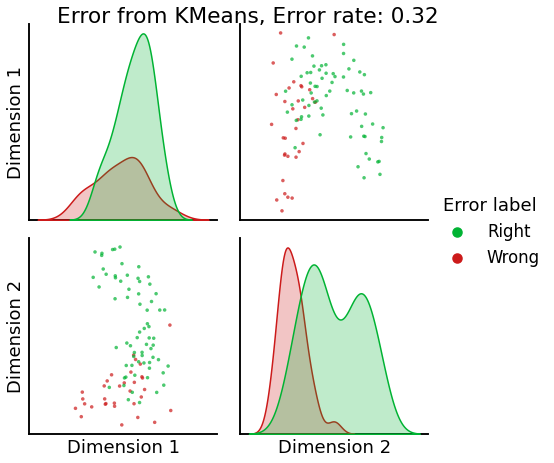 Error from KMeans, Error rate: 0.32
Dimension 1
Error label
Right
Wrong
Dimension 2
Dimension 1
Dimension 2